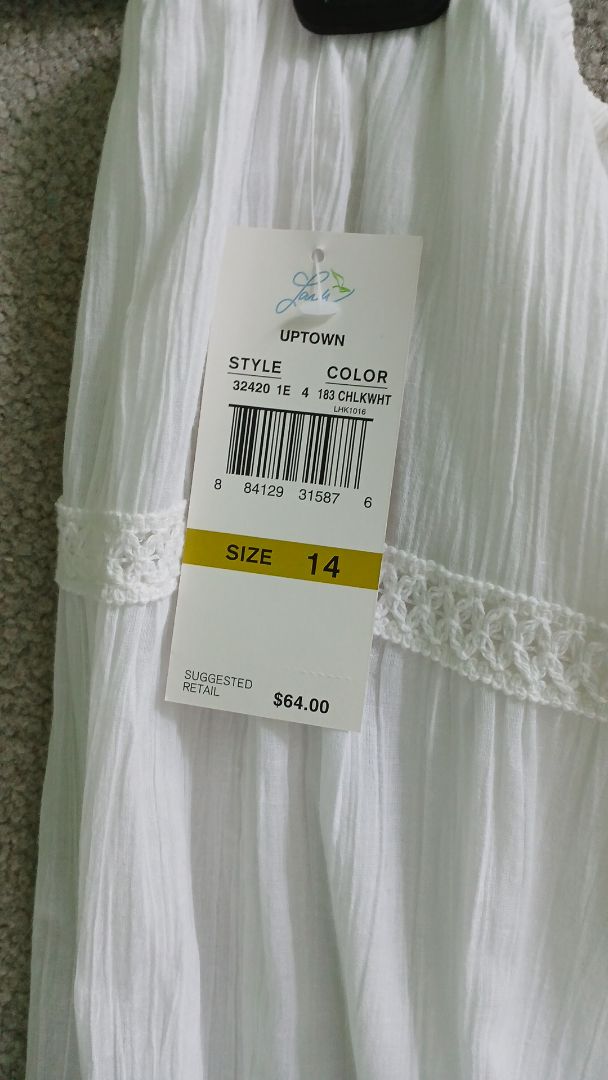 UPTOWN
STYLE COLOR
32420 1E 4 183 CHLKWHT
LHK1016
8 84129 31587 6
SIZE 14
SUGGESTED
RETAIL $64.00